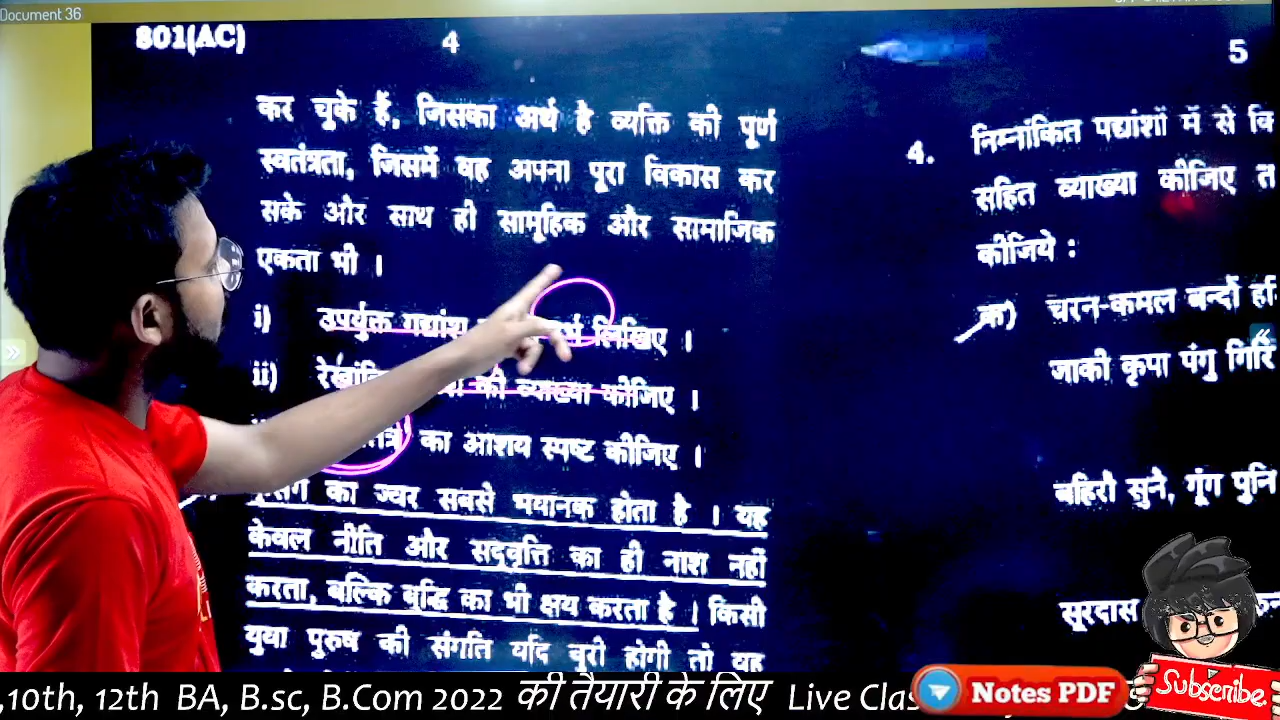 Document 36
801(AC)
4
5
कर चुके हैं, जिसका अर्थ है व्यक्ति की पूर्ण
स्वतंत्रता, जिसमें वह अपना पूरा विकास कर
सके और साथ ही सामूहिक और सामाजिक
एकता भी ।
i) उपर्युक्त गद्यांश लिखिए ।
ii) की व्याख्या कीजिए ।
का आशय स्पष्ट कीजिए ।
का ज्वर सबसे भयानक होता है । यह
केवल नीति और सद्वृत्ति का ही नाश नहीं
करता, बल्कि बुद्धि का भी क्षय करता है । किसी
युवा पुरुष की संगति यदि बुरी होगी तो वह
4. निम्नांकित पद्यांशों में से वि
सहित व्याख्या कीजिए त
कीजिये :
क) चरन-कमल बन्दौं हरि
जाकी कृपा पंगु गिरि
बहिरौ सुनै, गूंग पुनि
सूरदास
,10th, 12th BA, B.sc, B.Com 2022 की तैयारी के लिए Live Clas
Notes PDF
Subscribe